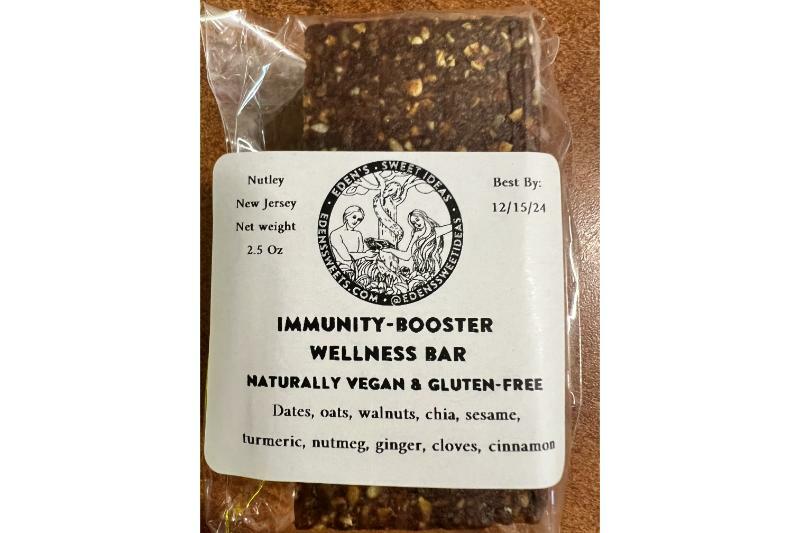 Nutley
New Jersey
Net weight
2.5 Oz
EDEN'S • SWEET IDEAS
EDENSSWEETS.COM • @EDENSSWEETIDEAS
Best By:
12/15/24
IMMUNITY-BOOSTER
WELLNESS BAR
NATURALLY VEGAN & GLUTEN-FREE
Dates, oats, walnuts, chia, sesame,
turmeric, nutmeg, ginger, cloves, cinnamon